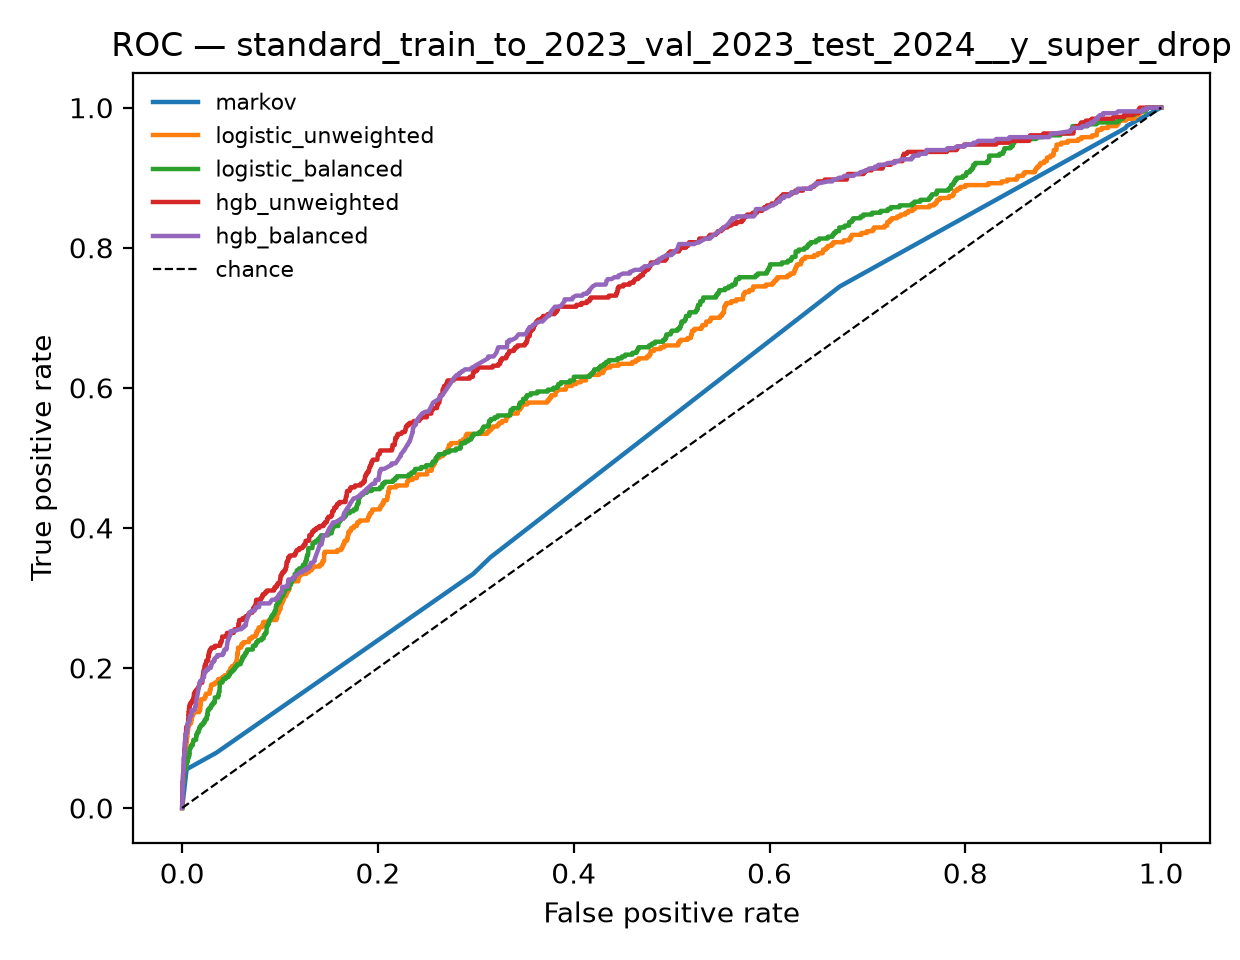 ROC — standard_train_to_2023_val_2023_test_2024__y_super_drop
markov
logistic_unweighted
logistic_balanced
hgb_unweighted
hgb_balanced
chance
1.0
0.8
0.6
0.4
0.2
0.0
True positive rate
0.0 0.2 0.4 0.6 0.8 1.0
False positive rate